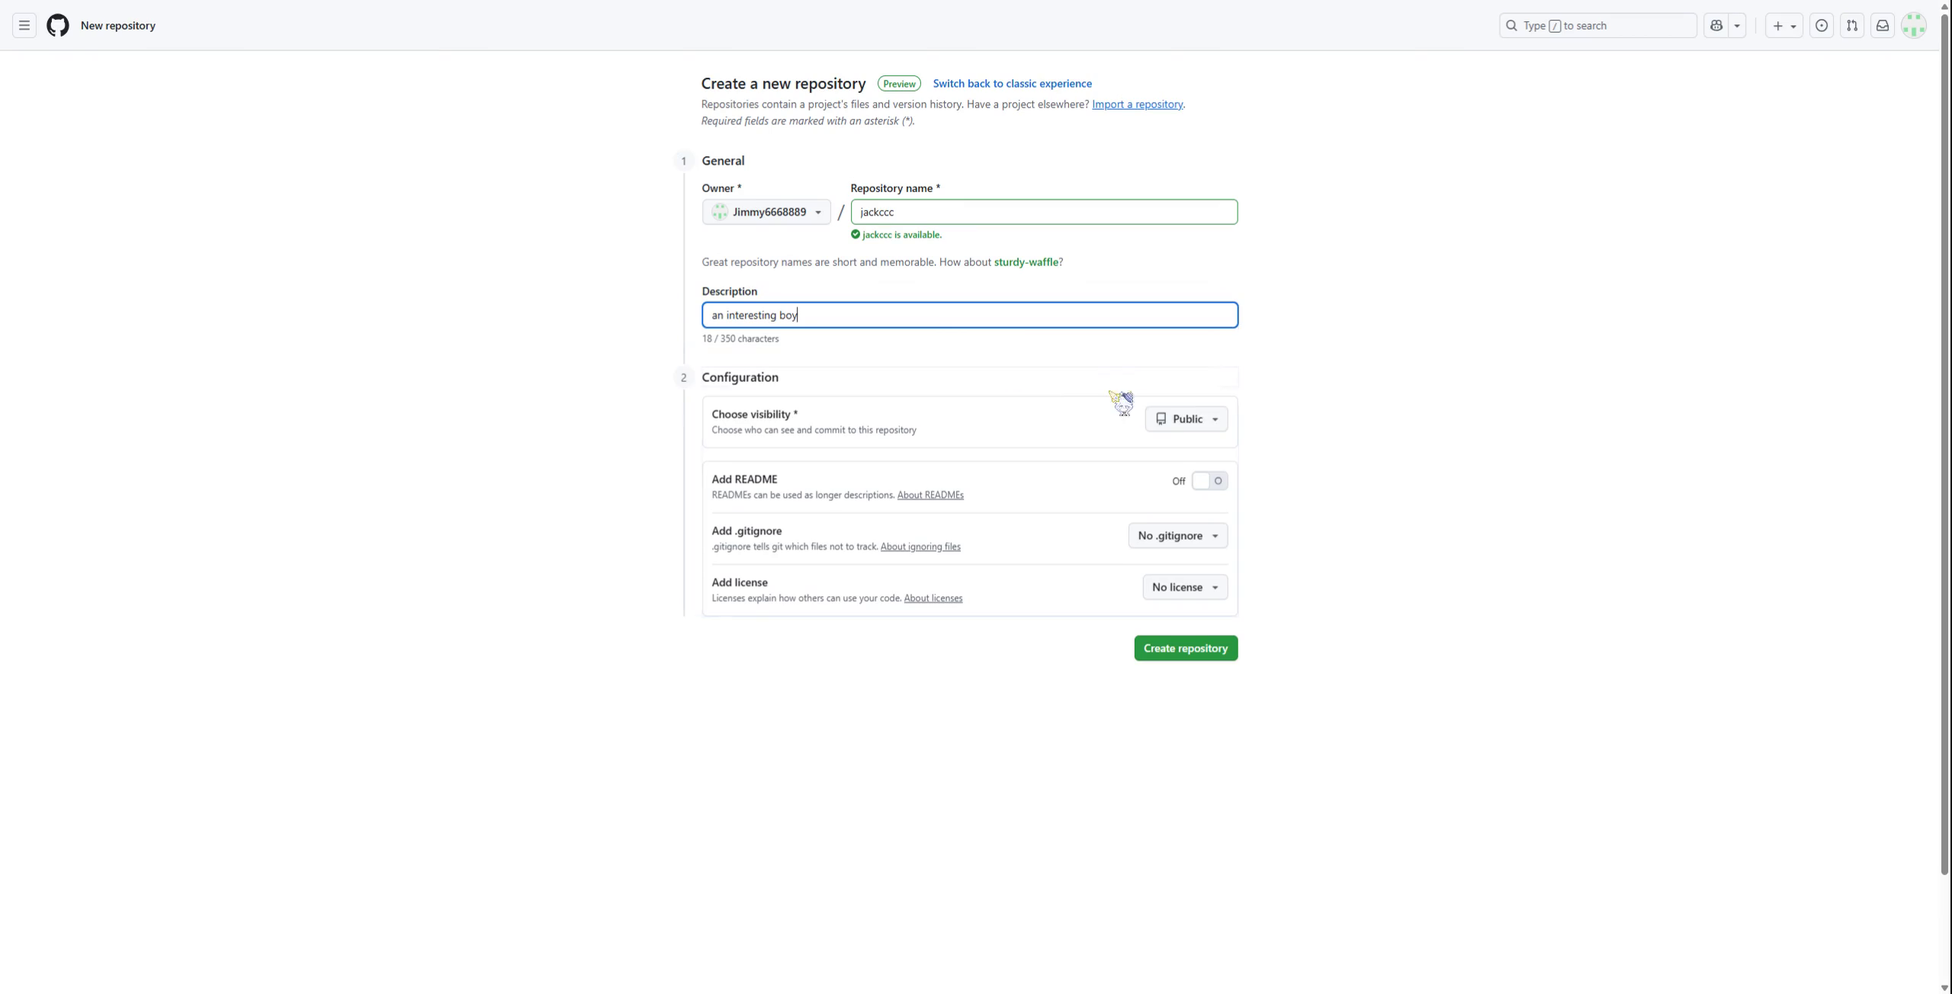 New repository
Type / to search
Create a new repository Preview Switch back to classic experience
Repositories contain a project's files and version history. Have a project elsewhere? Import a repository.
Required fields are marked with an asterisk (*).
1 General
Owner * Repository name *
Jimmy6668889 / jackccc
jackccc is available.
Great repository names are short and memorable. How about sturdy-waffle?
Description
an interesting boy
18 / 350 characters
2 Configuration
Choose visibility *
Public
Choose who can see and commit to this repository
Add README
Off
READMEs can be used as longer descriptions. About READMEs
Add .gitignore
No .gitignore
.gitignore tells git which files not to track. About ignoring files
Add license
No license
Licenses explain how others can use your code. About licenses
Create repository